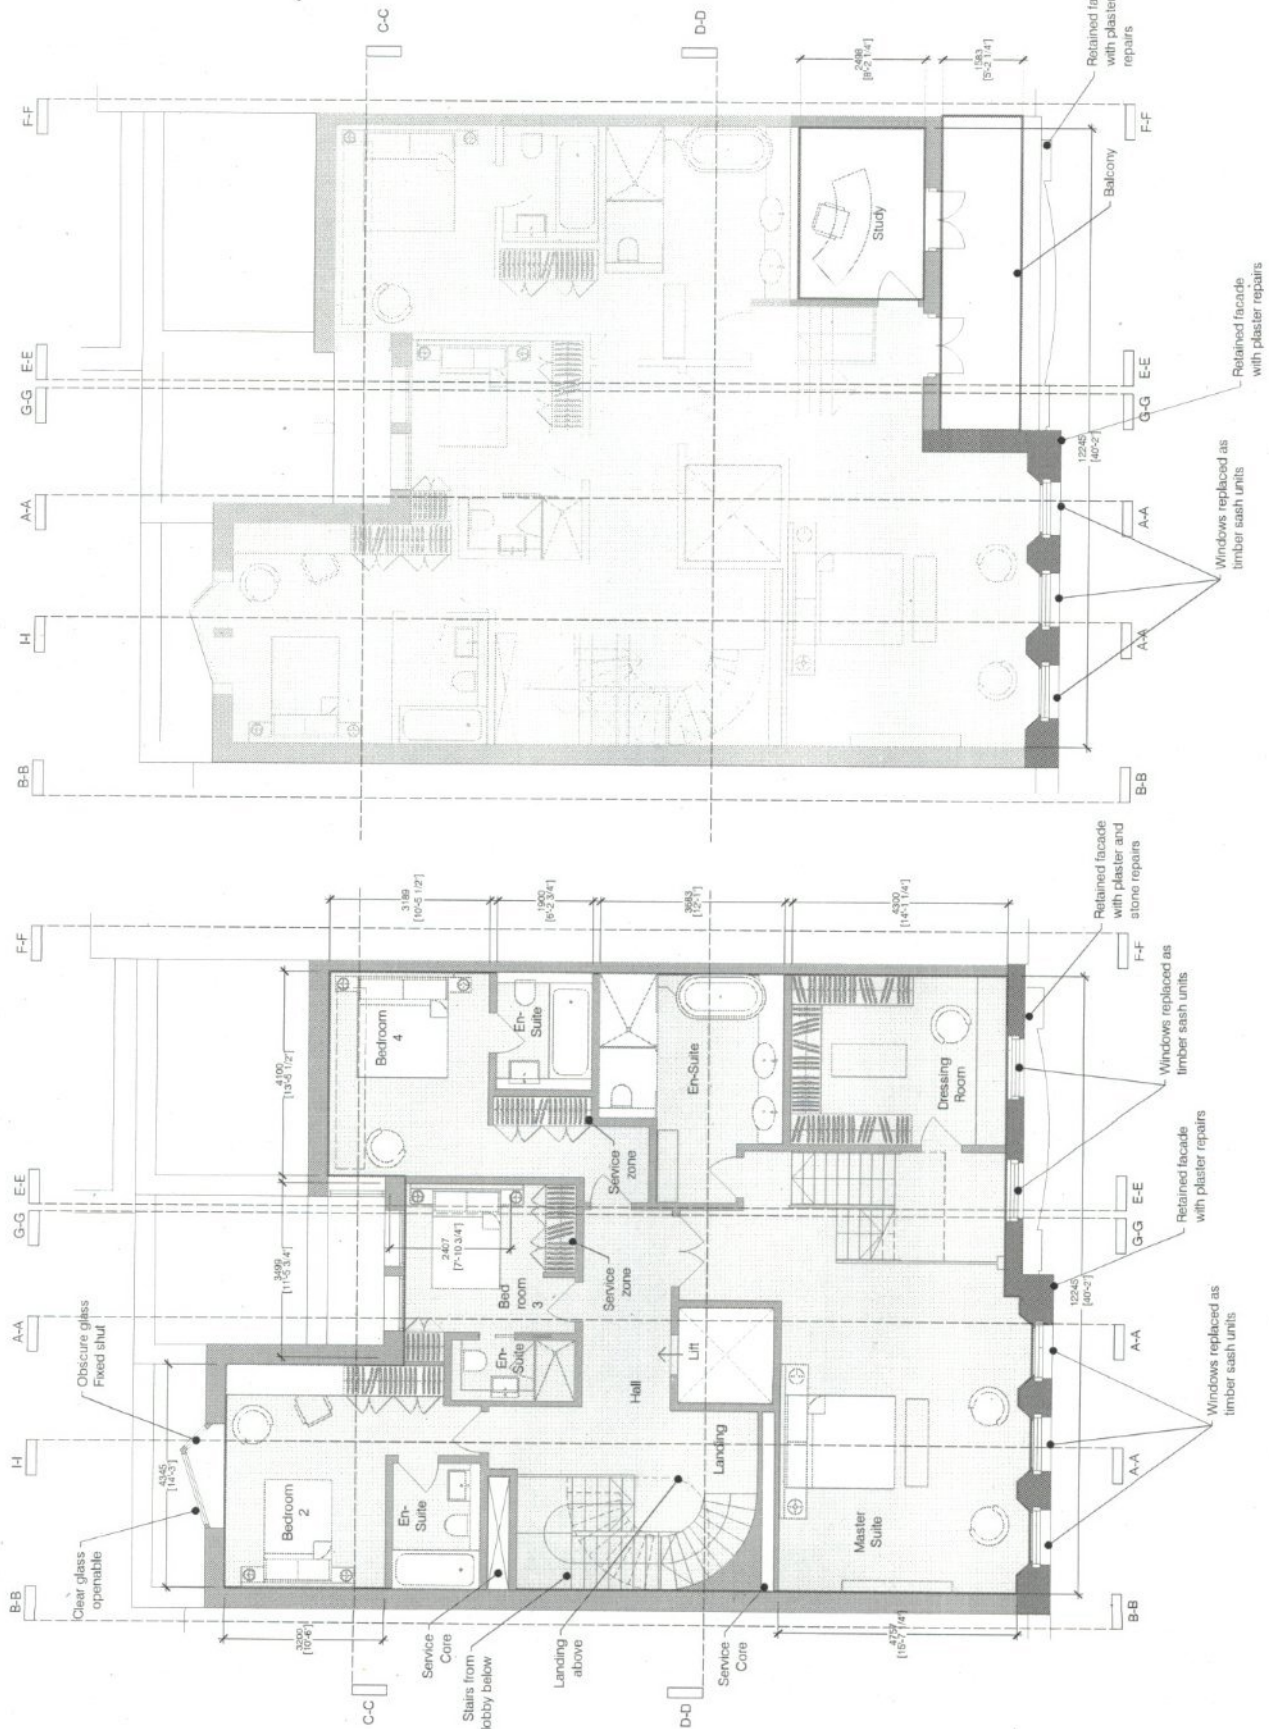 C-C
D-D
F-F
2498
[8'-2 1/4"]
1583
[5'-2 1/4"]
Retained fa
with plaster
repairs
F-F
Study
Balcony
E-E
G-G
E-E
G-G
12245
[40'-2"]
Retained facade
with plaster repairs
A-A
A-A
Windows replaced as
timber sash units
I-I
A-A
B-B
B-B
F-F
3189
[10'-5 1/2"]
1900
[6'-2 3/4"]
3683
[12'-1"]
4300
[14'-1 1/4"]
Retained facade
with plaster and
stone repairs
F-F
4100
[13'-5 1/2"]
Bedroom
4
En-
Suite
En-Suite
Dressing
Room
Windows replaced as
timber sash units
E-E
G-G
Service
zone
E-E
G-G
Retained facade
with plaster repairs
3499
[11'-5 3/4"]
2407
[7'-10 3/4"]
Bed
room
3
Service
zone
12245
[40'-2"]
A-A
Obscure glass
Fixed shut
En-
Suite
Hall
Lift
A-A
Windows replaced as
timber sash units
I-I
4345
[14'-3"]
Landing
A-A
Bedroom
2
En-
Suite
Master
Suite
Clear glass
openable
B-B
B-B
3200
[10'-6"]
Service
Core
Stairs from
lobby below
Landing
above
Service
Core
4757
[15'-7 1/4"]
C-C
D-D